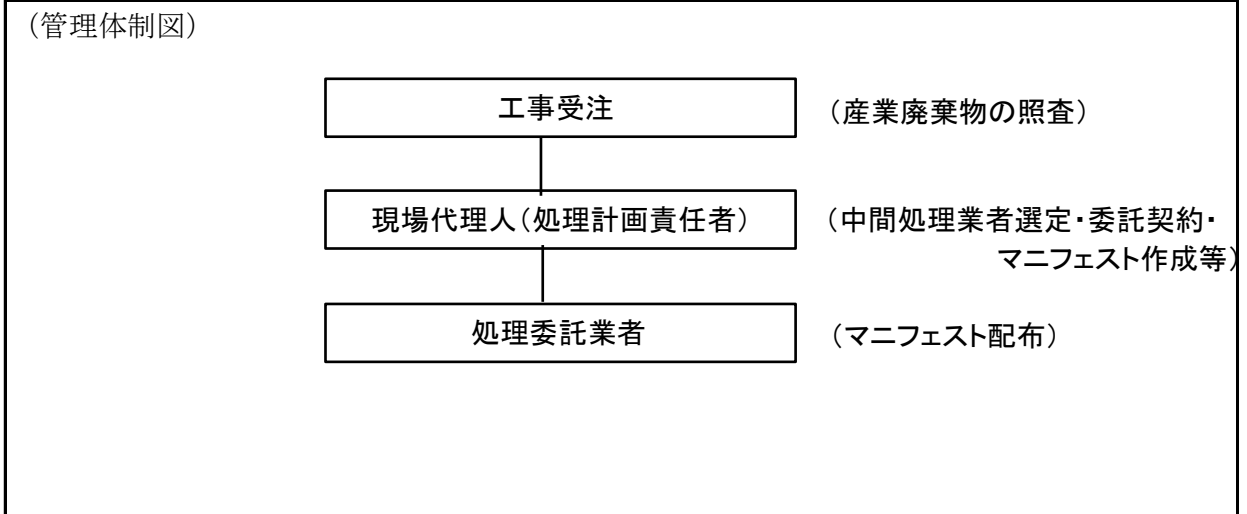 （管理体制図）
工事受注 （産業廃棄物の照査）
現場代理人（処理計画責任者） （中間処理業者選定・委託契約・
マニフェスト作成等）
処理委託業者 （マニフェスト配布）